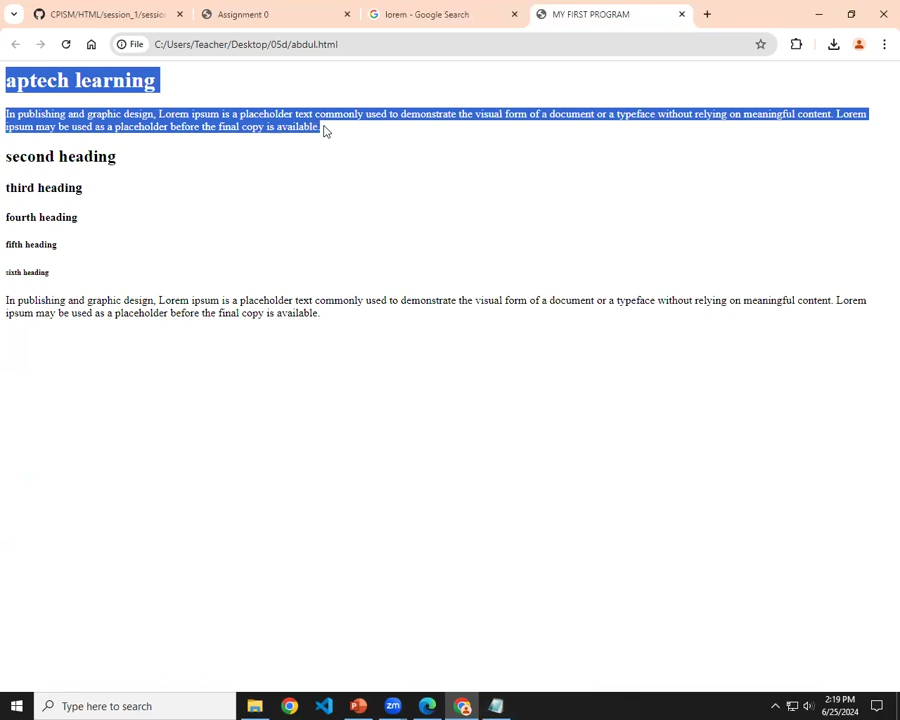 CPISM/HTML/session_1/sessio
Assignment 0
lorem - Google Search
MY FIRST PROGRAM
File
C:/Users/Teacher/Desktop/05d/abdul.html
aptech learning
In publishing and graphic design, Lorem ipsum is a placeholder text commonly used to demonstrate the visual form of a document or a typeface without relying on meaningful content. Lorem
ipsum may be used as a placeholder before the final copy is available.
second heading
third heading
fourth heading
fifth heading
sixth heading
In publishing and graphic design, Lorem ipsum is a placeholder text commonly used to demonstrate the visual form of a document or a typeface without relying on meaningful content. Lorem
ipsum may be used as a placeholder before the final copy is available.
Type here to search
zm
2:19 PM
6/25/2024